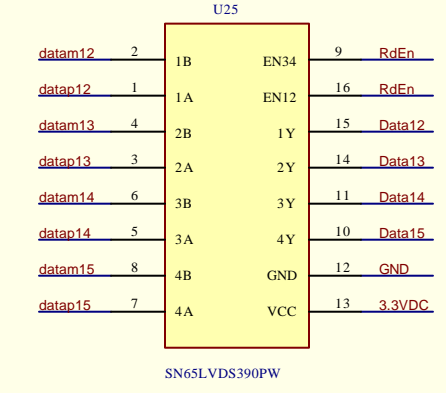 U25
datam12 2 1B EN34 9 RdEn
datap12 1 1A EN12 16 RdEn
datam13 4 2B 1Y 15 Data12
datap13 3 2A 2Y 14 Data13
datam14 6 3B 3Y 11 Data14
datap14 5 3A 4Y 10 Data15
datam15 8 4B GND 12 GND
datap15 7 4A VCC 13 3.3VDC
SN65LVDS390PW